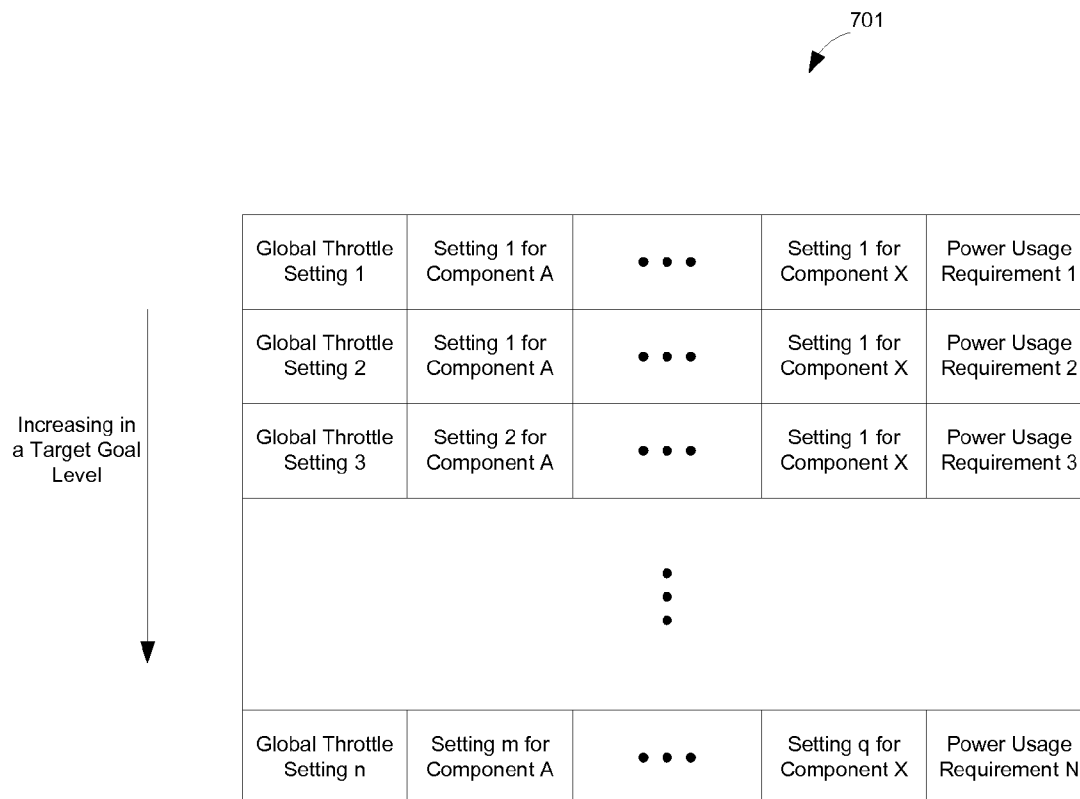 701
Global Throttle
Setting 1
Setting 1 for
Component A
Setting 1 for
Component X
Power Usage
Requirement 1
Global Throttle
Setting 2
Setting 1 for
Component A
Setting 1 for
Component X
Power Usage
Requirement 2
Increasing in
a Target Goal
Level
Global Throttle
Setting 3
Setting 2 for
Component A
Setting 1 for
Component X
Power Usage
Requirement 3
Global Throttle
Setting n
Setting m for
Component A
Setting q for
Component X
Power Usage
Requirement N